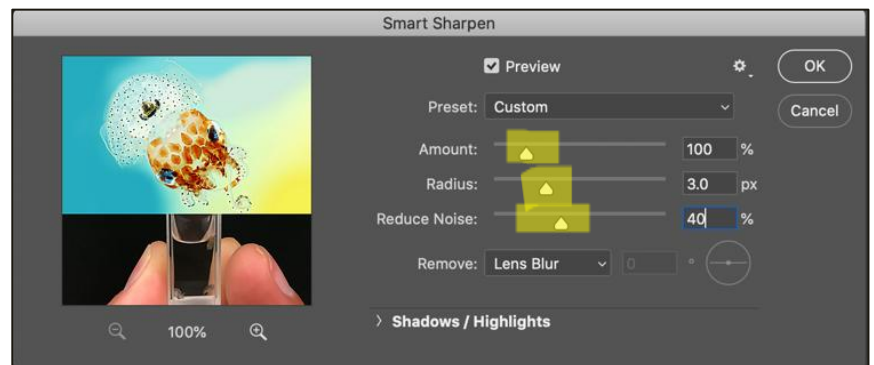 Smart Sharpen
Preview
OK
Preset: Custom
Cancel
Amount: 100 %
Radius: 3.0 px
Reduce Noise: 40 %
Remove: Lens Blur 0 °
Shadows / Highlights
100%